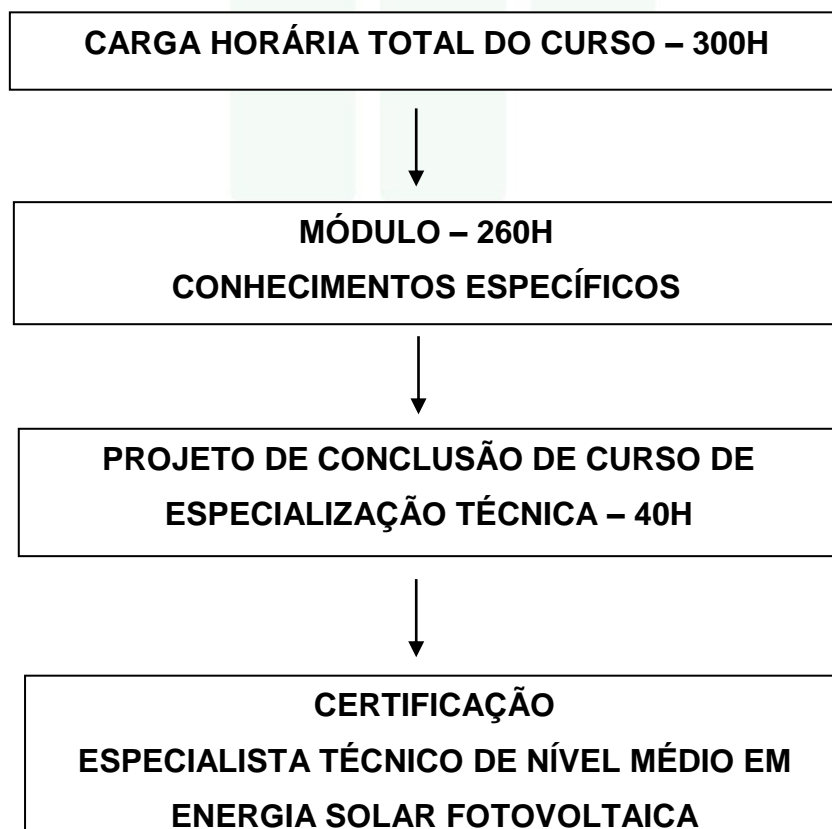 CARGA HORÁRIA TOTAL DO CURSO – 300H
MÓDULO – 260H
CONHECIMENTOS ESPECÍFICOS
PROJETO DE CONCLUSÃO DE CURSO DE
ESPECIALIZAÇÃO TÉCNICA – 40H
CERTIFICAÇÃO
ESPECIALISTA TÉCNICO DE NÍVEL MÉDIO EM
ENERGIA SOLAR FOTOVOLTAICA